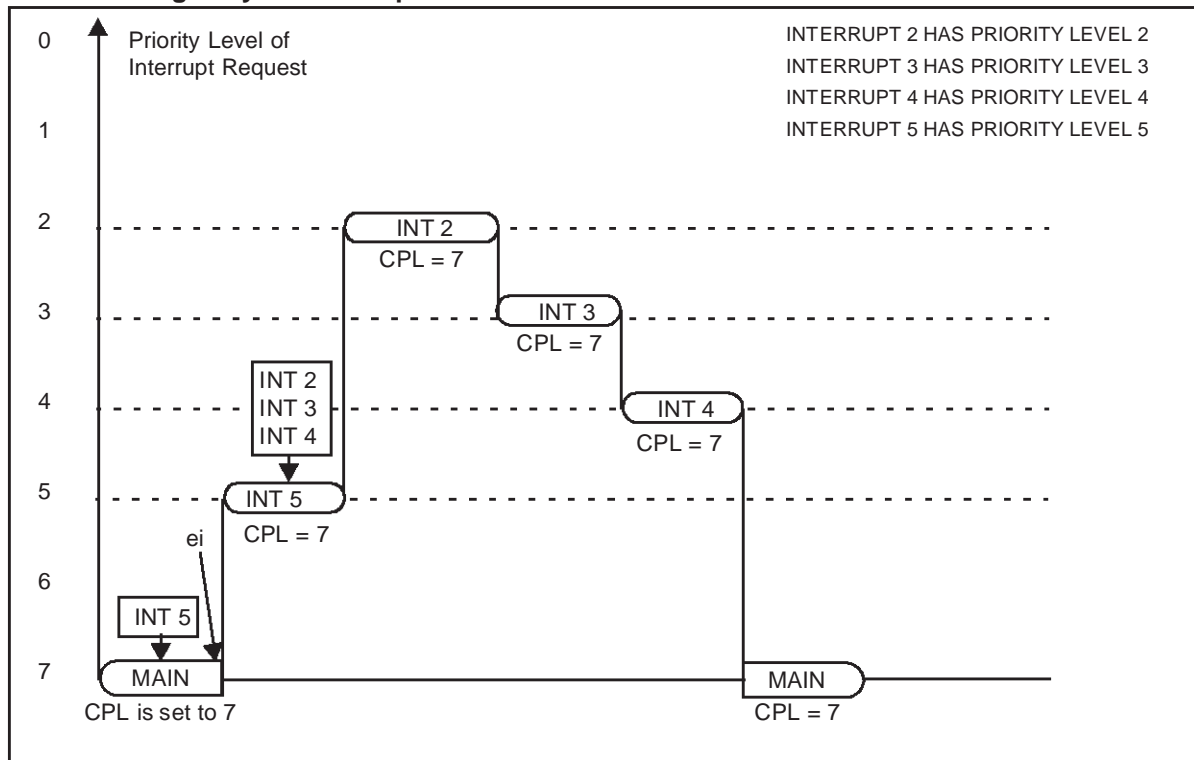 0
Priority Level of
Interrupt Request
INTERRUPT 2 HAS PRIORITY LEVEL 2
INTERRUPT 3 HAS PRIORITY LEVEL 3
INTERRUPT 4 HAS PRIORITY LEVEL 4
INTERRUPT 5 HAS PRIORITY LEVEL 5
1
2
INT 2
CPL = 7
3
INT 3
CPL = 7
INT 2
INT 3
INT 4
4
INT 4
CPL = 7
5
INT 5
CPL = 7
ei
6
INT 5
7
MAIN
CPL is set to 7
MAIN
CPL = 7